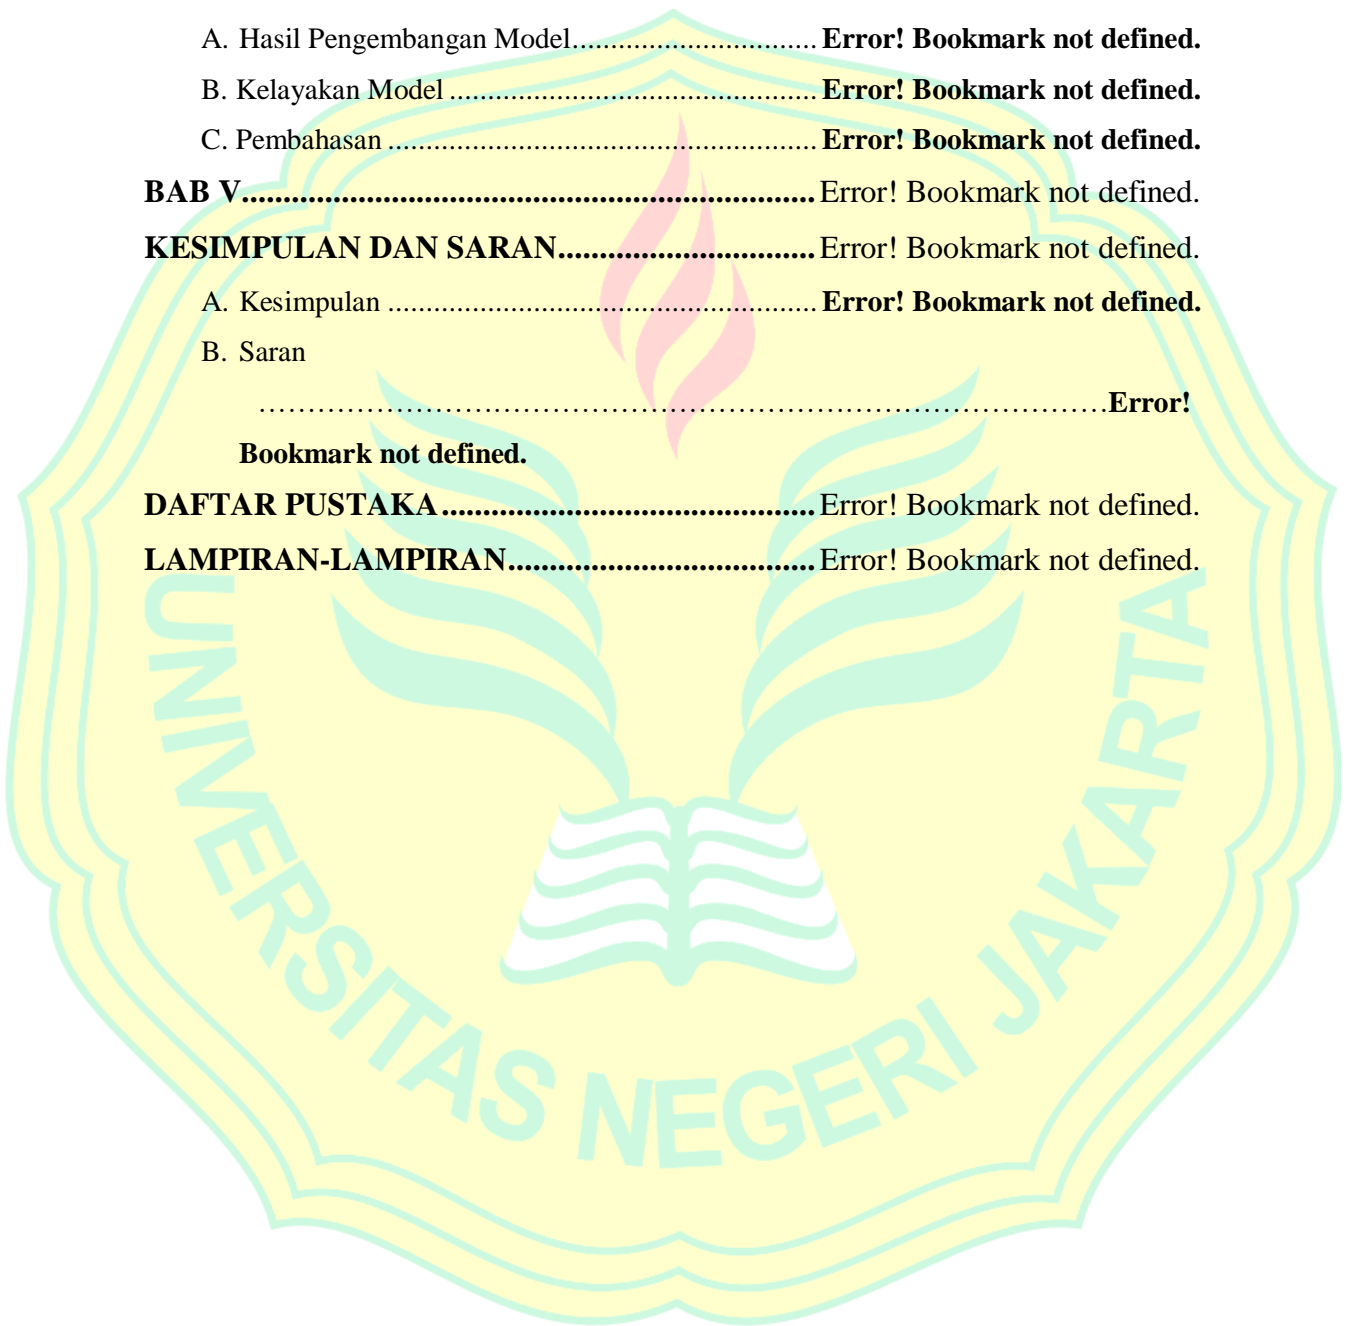 A. Hasil Pengembangan Model................................ Error! Bookmark not defined.
B. Kelayakan Model ................................................ Error! Bookmark not defined.
C. Pembahasan ........................................................ Error! Bookmark not defined.
BAB V..................................................................... Error! Bookmark not defined.
KESIMPULAN DAN SARAN............................... Error! Bookmark not defined.
A. Kesimpulan ........................................................ Error! Bookmark not defined.
B. Saran
……………………………………………………………………………Error!
Bookmark not defined.
DAFTAR PUSTAKA............................................. Error! Bookmark not defined.
LAMPIRAN-LAMPIRAN..................................... Error! Bookmark not defined.
UNIVERSITAS NEGERI JAKARTA